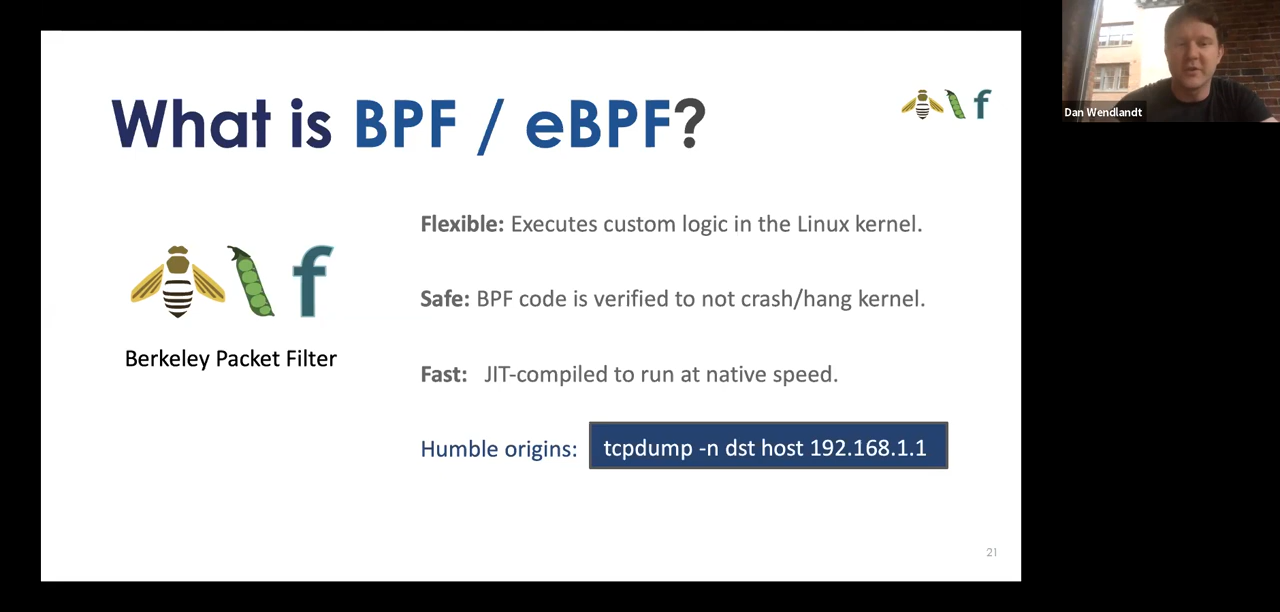 What is BPF / eBPF?
f
f
Berkeley Packet Filter
Flexible: Executes custom logic in the Linux kernel.
Safe: BPF code is verified to not crash/hang kernel.
Fast: JIT-compiled to run at native speed.
Humble origins: tcpdump -n dst host 192.168.1.1
21
Dan Wendlandt